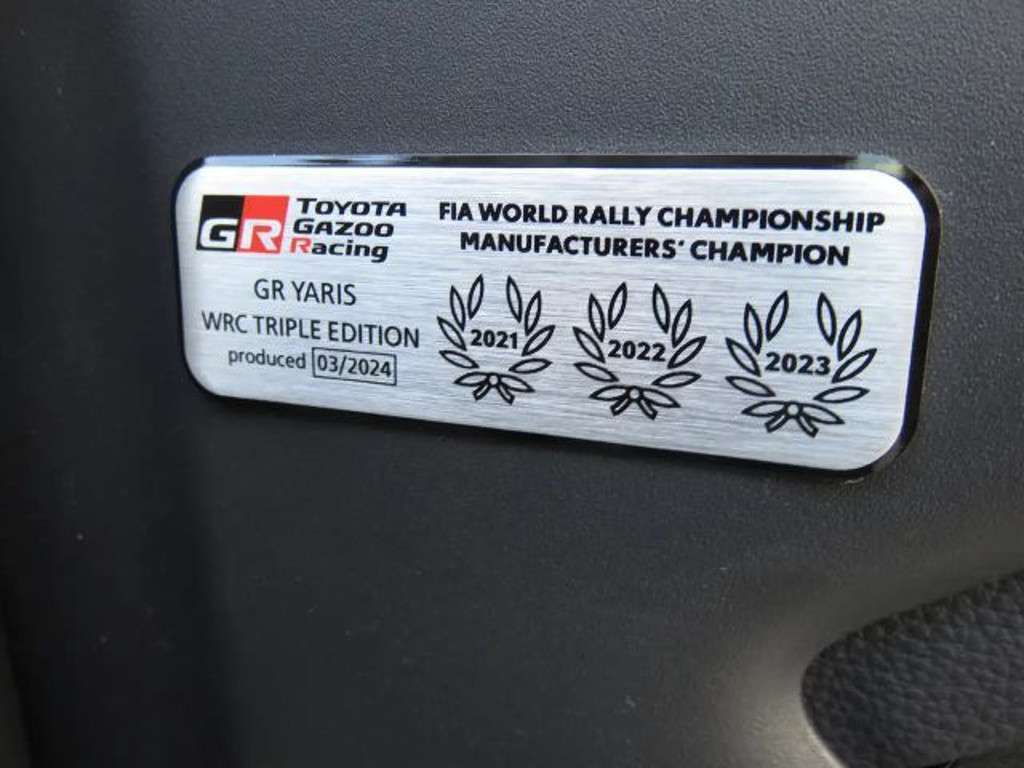 GR TOYOTA
GAZOO
Racing
FIA WORLD RALLY CHAMPIONSHIP
MANUFACTURERS' CHAMPION
GR YARIS
WRC TRIPLE EDITION
produced 03/2024
2021 2022 2023